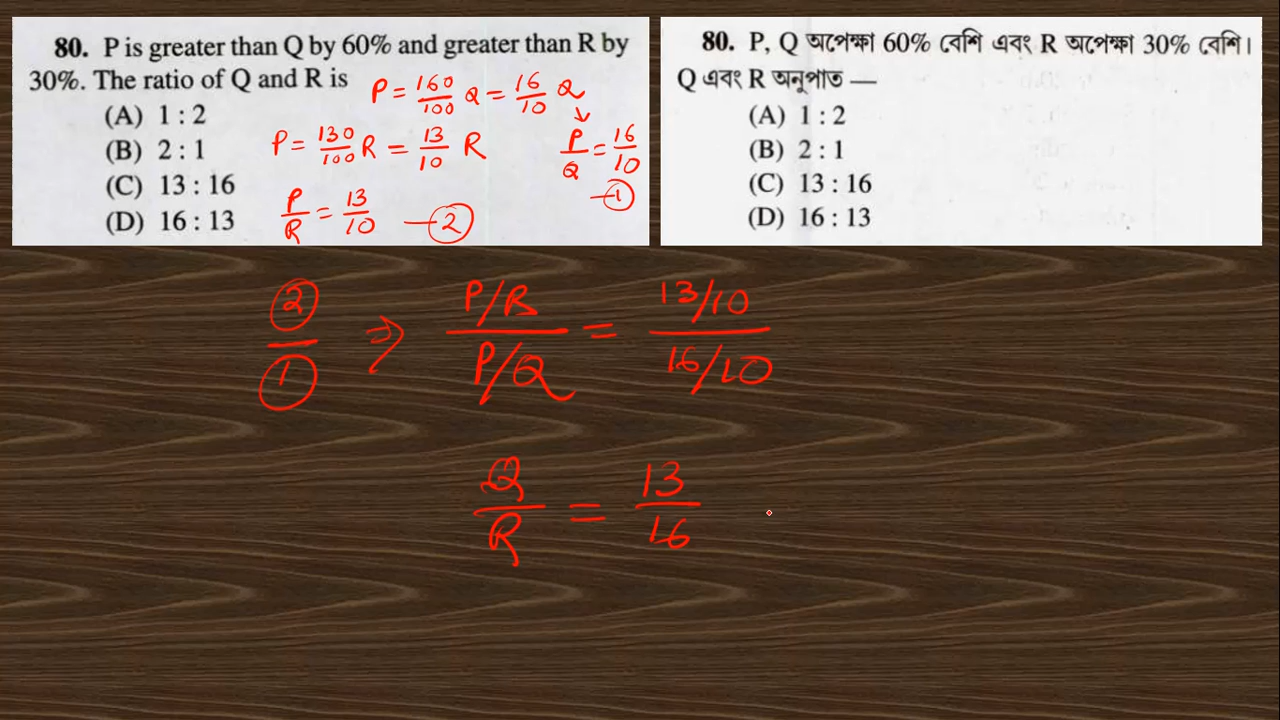 80. P is greater than Q by 60% and greater than R by
30%. The ratio of Q and R is
(A) 1 : 2
(B) 2 : 1
(C) 13 : 16
(D) 16 : 13
P = 160/100 Q = 16/10 Q
P = 130/100 R = 13/10 R
P/Q = 16/10 —①
P/R = 13/10 —②
80. P, Q অপেক্ষা 60% বেশি এবং R অপেক্ষা 30% বেশি।
Q এবং R অনুপাত —
(A) 1 : 2
(B) 2 : 1
(C) 13 : 16
(D) 16 : 13
②/① ⇒ (P/R)/(P/Q) = (13/10)/(16/10)
Q/R = 13/16